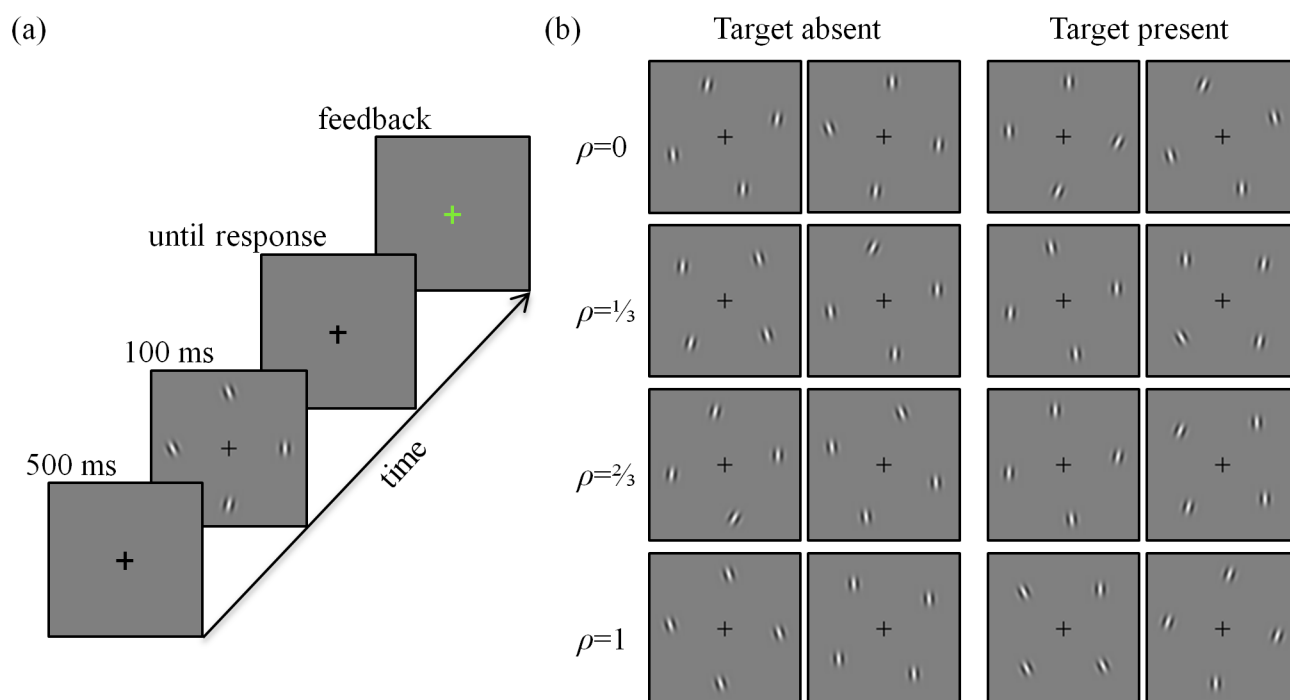 (a)
feedback
until response
100 ms
500 ms
time
(b)
Target absent
Target present
ρ=0
ρ=⅓
ρ=⅔
ρ=1